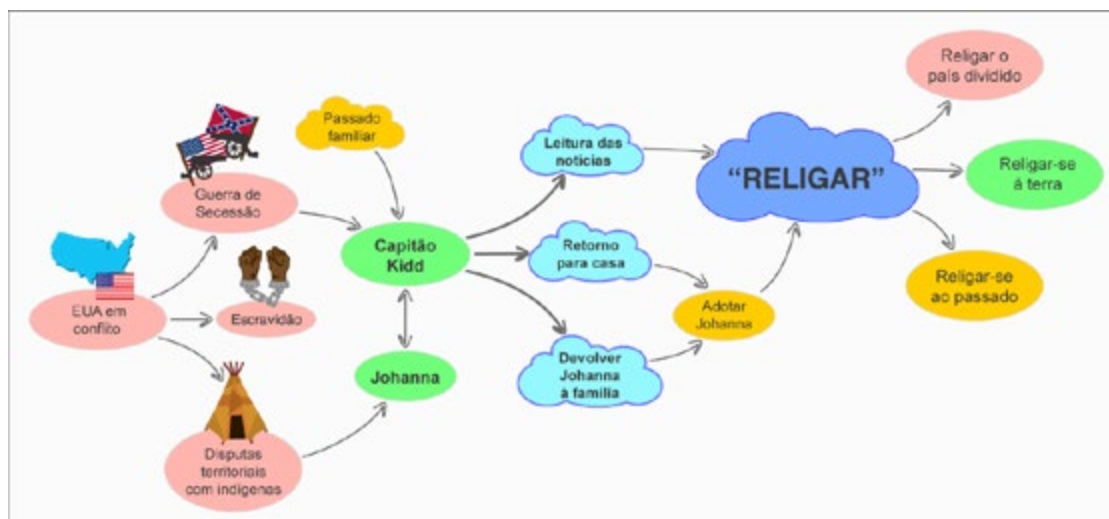 EUA em
conflito
Guerra de
Secessão
Escravidão
Disputas
territoriais
com indígenas
Passado
familiar
Capitão
Kidd
Johanna
Leitura das
notícias
Retorno
para casa
Devolver
Johanna
à família
Adotar
Johanna
“RELIGAR”
Religar o
país dividido
Religar-se
à terra
Religar-se
ao passado